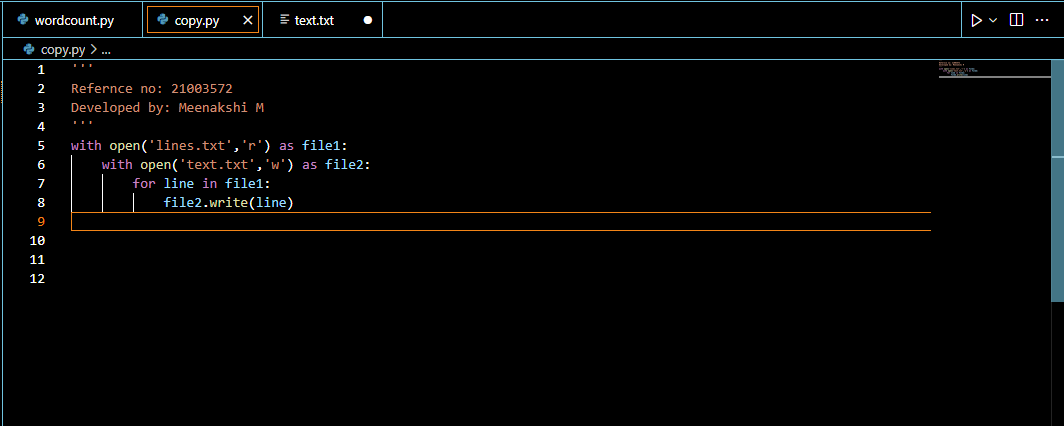 wordcount.py copy.py text.txt
copy.py > ...
1 '''
2 Refernce no: 21003572
3 Developed by: Meenakshi M
4 '''
5 with open('lines.txt','r') as file1:
6     with open('text.txt','w') as file2:
7         for line in file1:
8             file2.write(line)
9
10
11
12